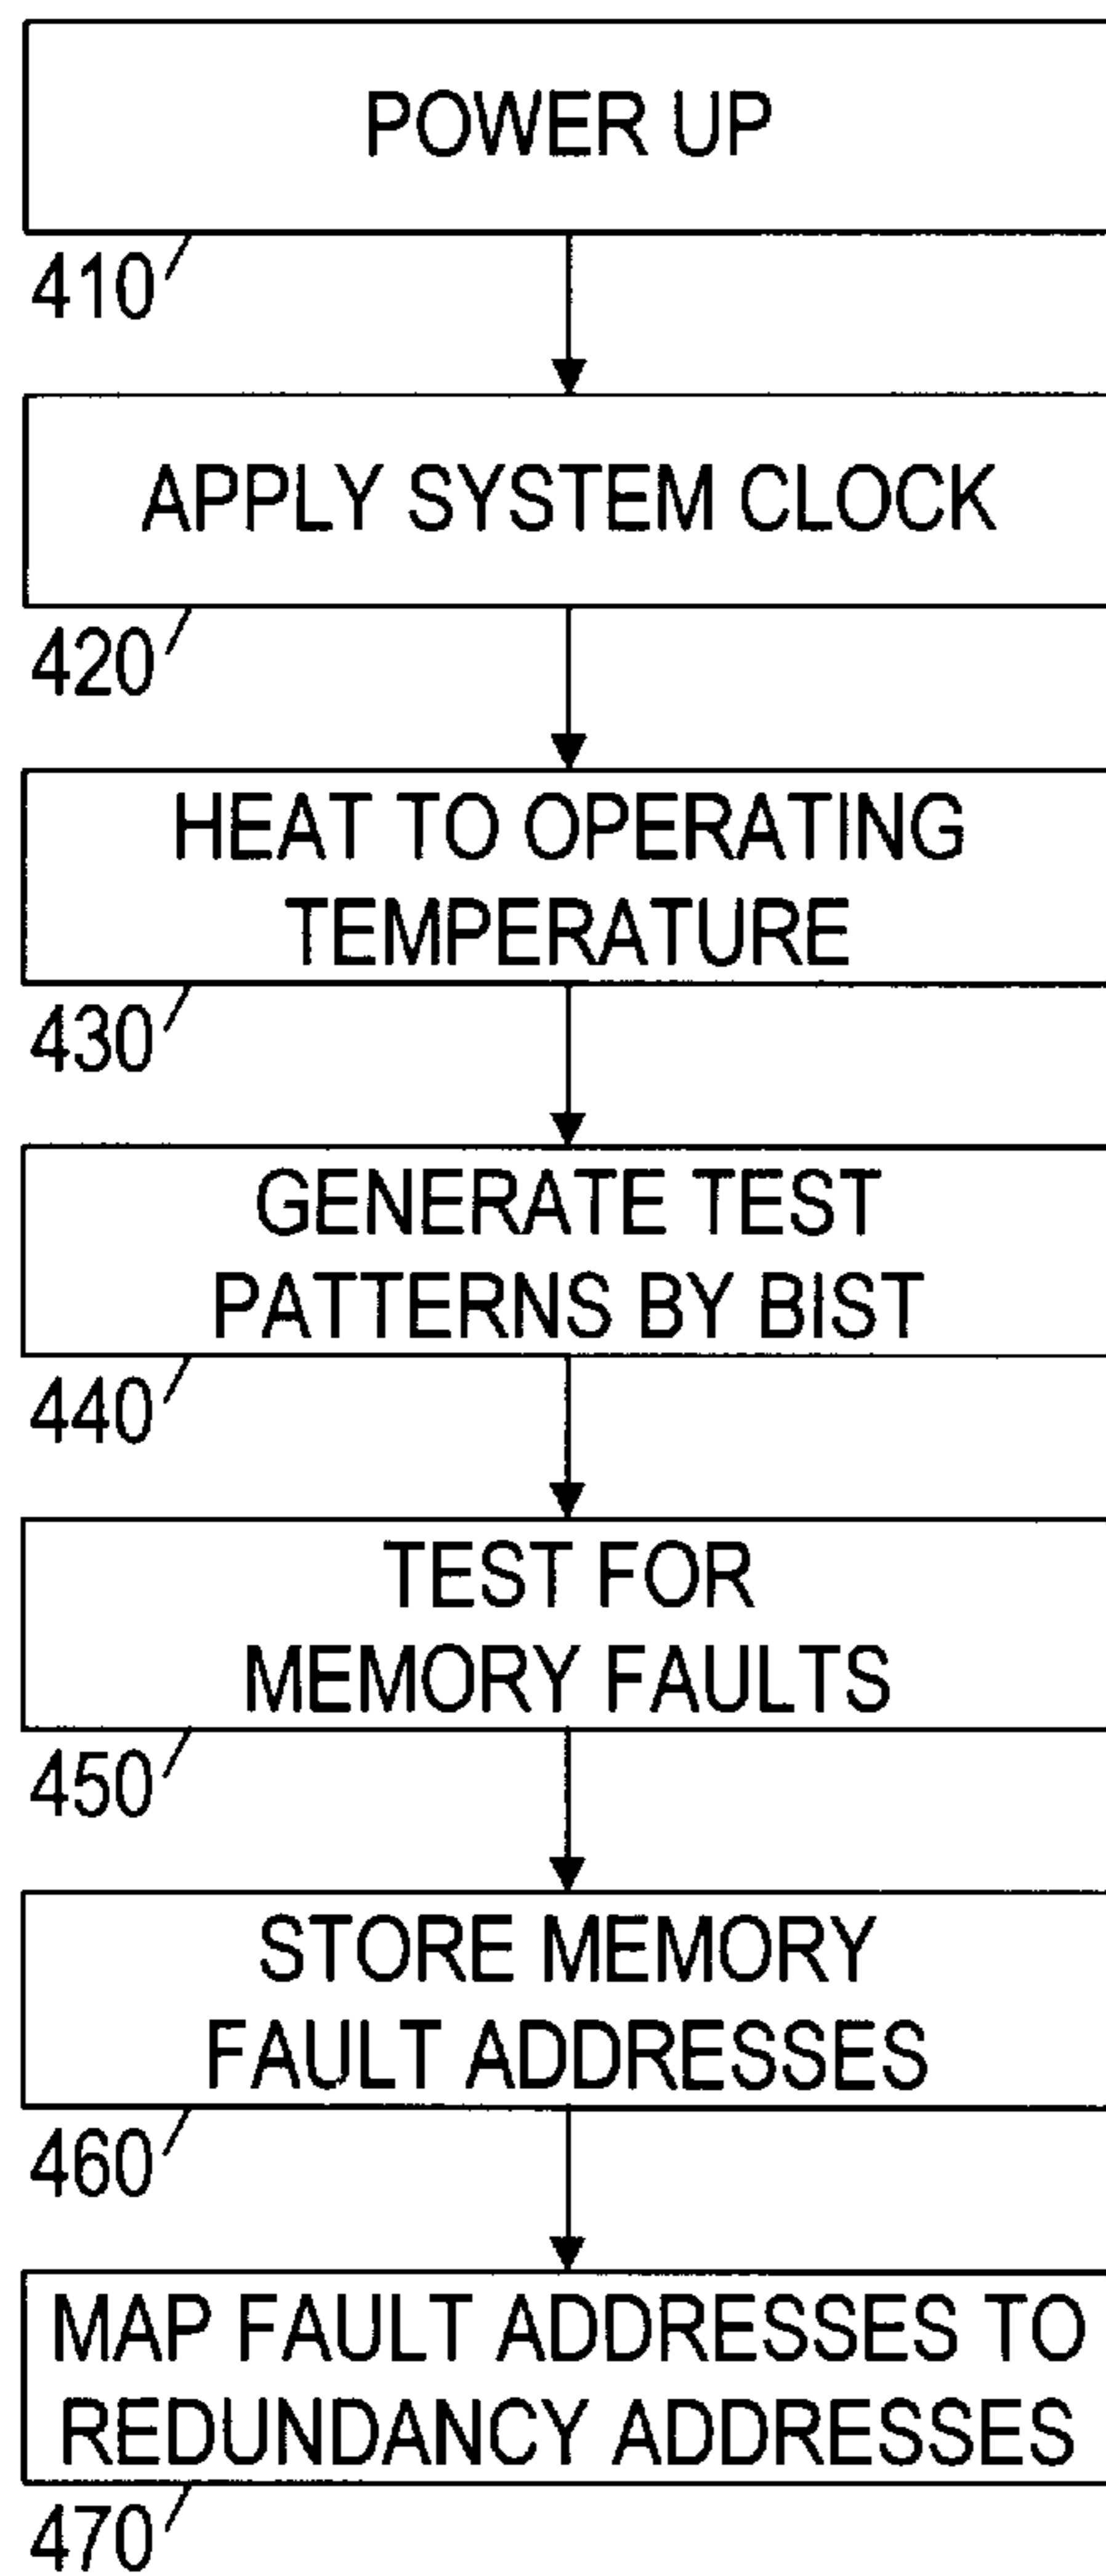 POWER UP
410
APPLY SYSTEM CLOCK
420
HEAT TO OPERATING
TEMPERATURE
430
GENERATE TEST
PATTERNS BY BIST
440
TEST FOR
MEMORY FAULTS
450
STORE MEMORY
FAULT ADDRESSES
460
MAP FAULT ADDRESSES TO
REDUNDANCY ADDRESSES
470